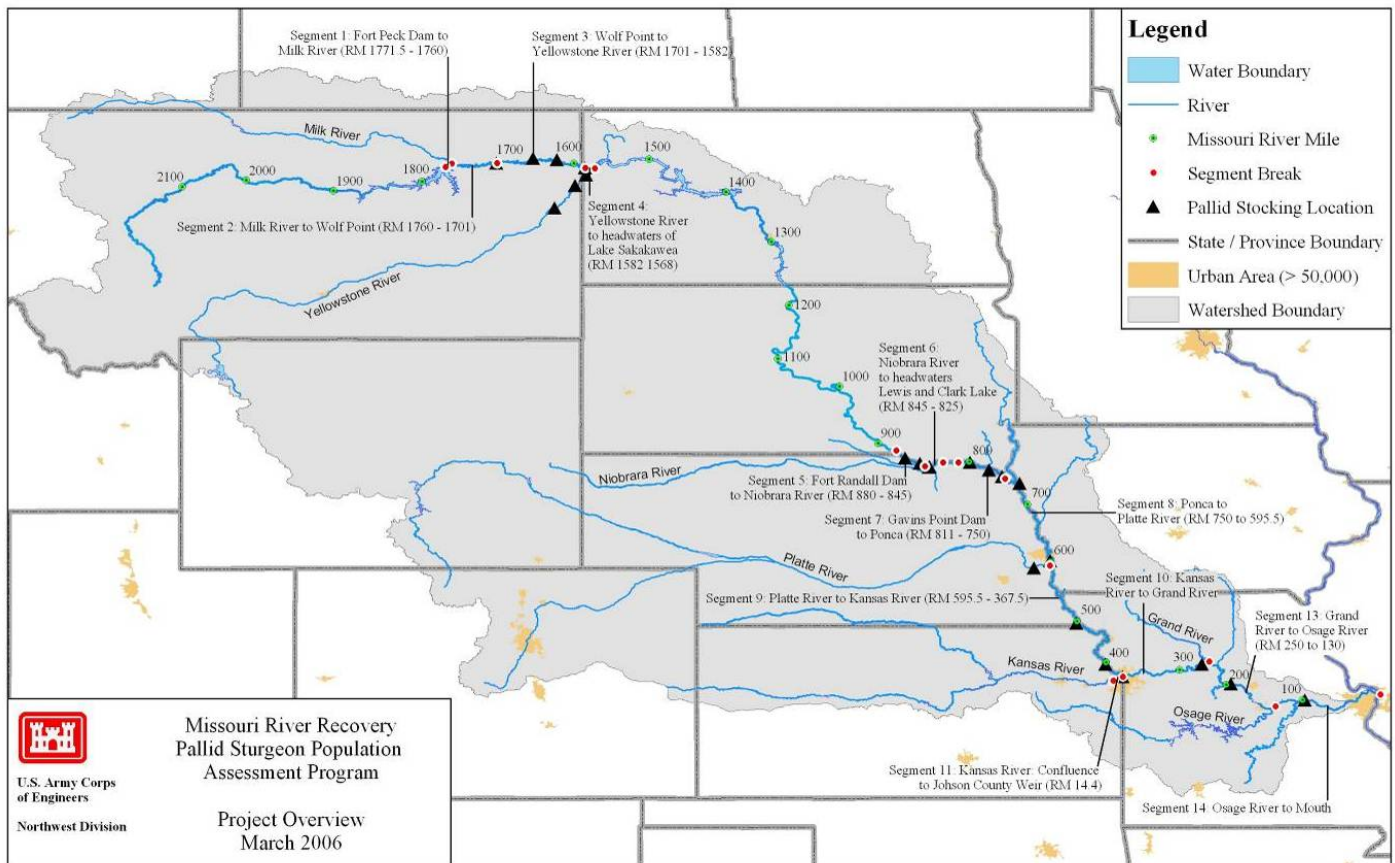 Segment 1: Fort Peck Dam to
Milk River (RM 1771.5 - 1760)
Segment 3: Wolf Point to
Yellowstone River (RM 1701 - 1582)
Legend
Water Boundary
River
Missouri River Mile
Segment Break
Pallid Stocking Location
State / Province Boundary
Urban Area (> 50,000)
Watershed Boundary
Milk River
2100
2000
1900
1800
1700
1600
1500
1400
1300
1200
1100
1000
900
800
700
600
500
400
300
200
100
Segment 2: Milk River to Wolf Point (RM 1760 - 1701)
Segment 4:
Yellowstone River
to headwaters of
Lake Sakakawea
(RM 1582 1568)
Yellowstone River
Segment 6:
Niobrara River
to headwaters
Lewis and Clark Lake
(RM 845 - 825)
Niobrara River
Segment 5: Fort Randall Dam
to Niobrara River (RM 880 - 845)
Segment 7: Gavins Point Dam
to Ponca (RM 811 - 750)
Segment 8: Ponca to
Platte River (RM 750 to 595.5)
Platte River
Segment 9: Platte River to Kansas River (RM 595.5 - 367.5)
Segment 10: Kansas
River to Grand River
Grand River
Segment 13: Grand
River to Osage River
(RM 250 to 130)
Kansas River
Osage River
Segment 11: Kansas River: Confluence
to Johson County Weir (RM 14.4)
Segment 14: Osage River to Mouth
U.S. Army Corps
of Engineers
Northwest Division
Missouri River Recovery
Pallid Sturgeon Population
Assessment Program
Project Overview
March 2006